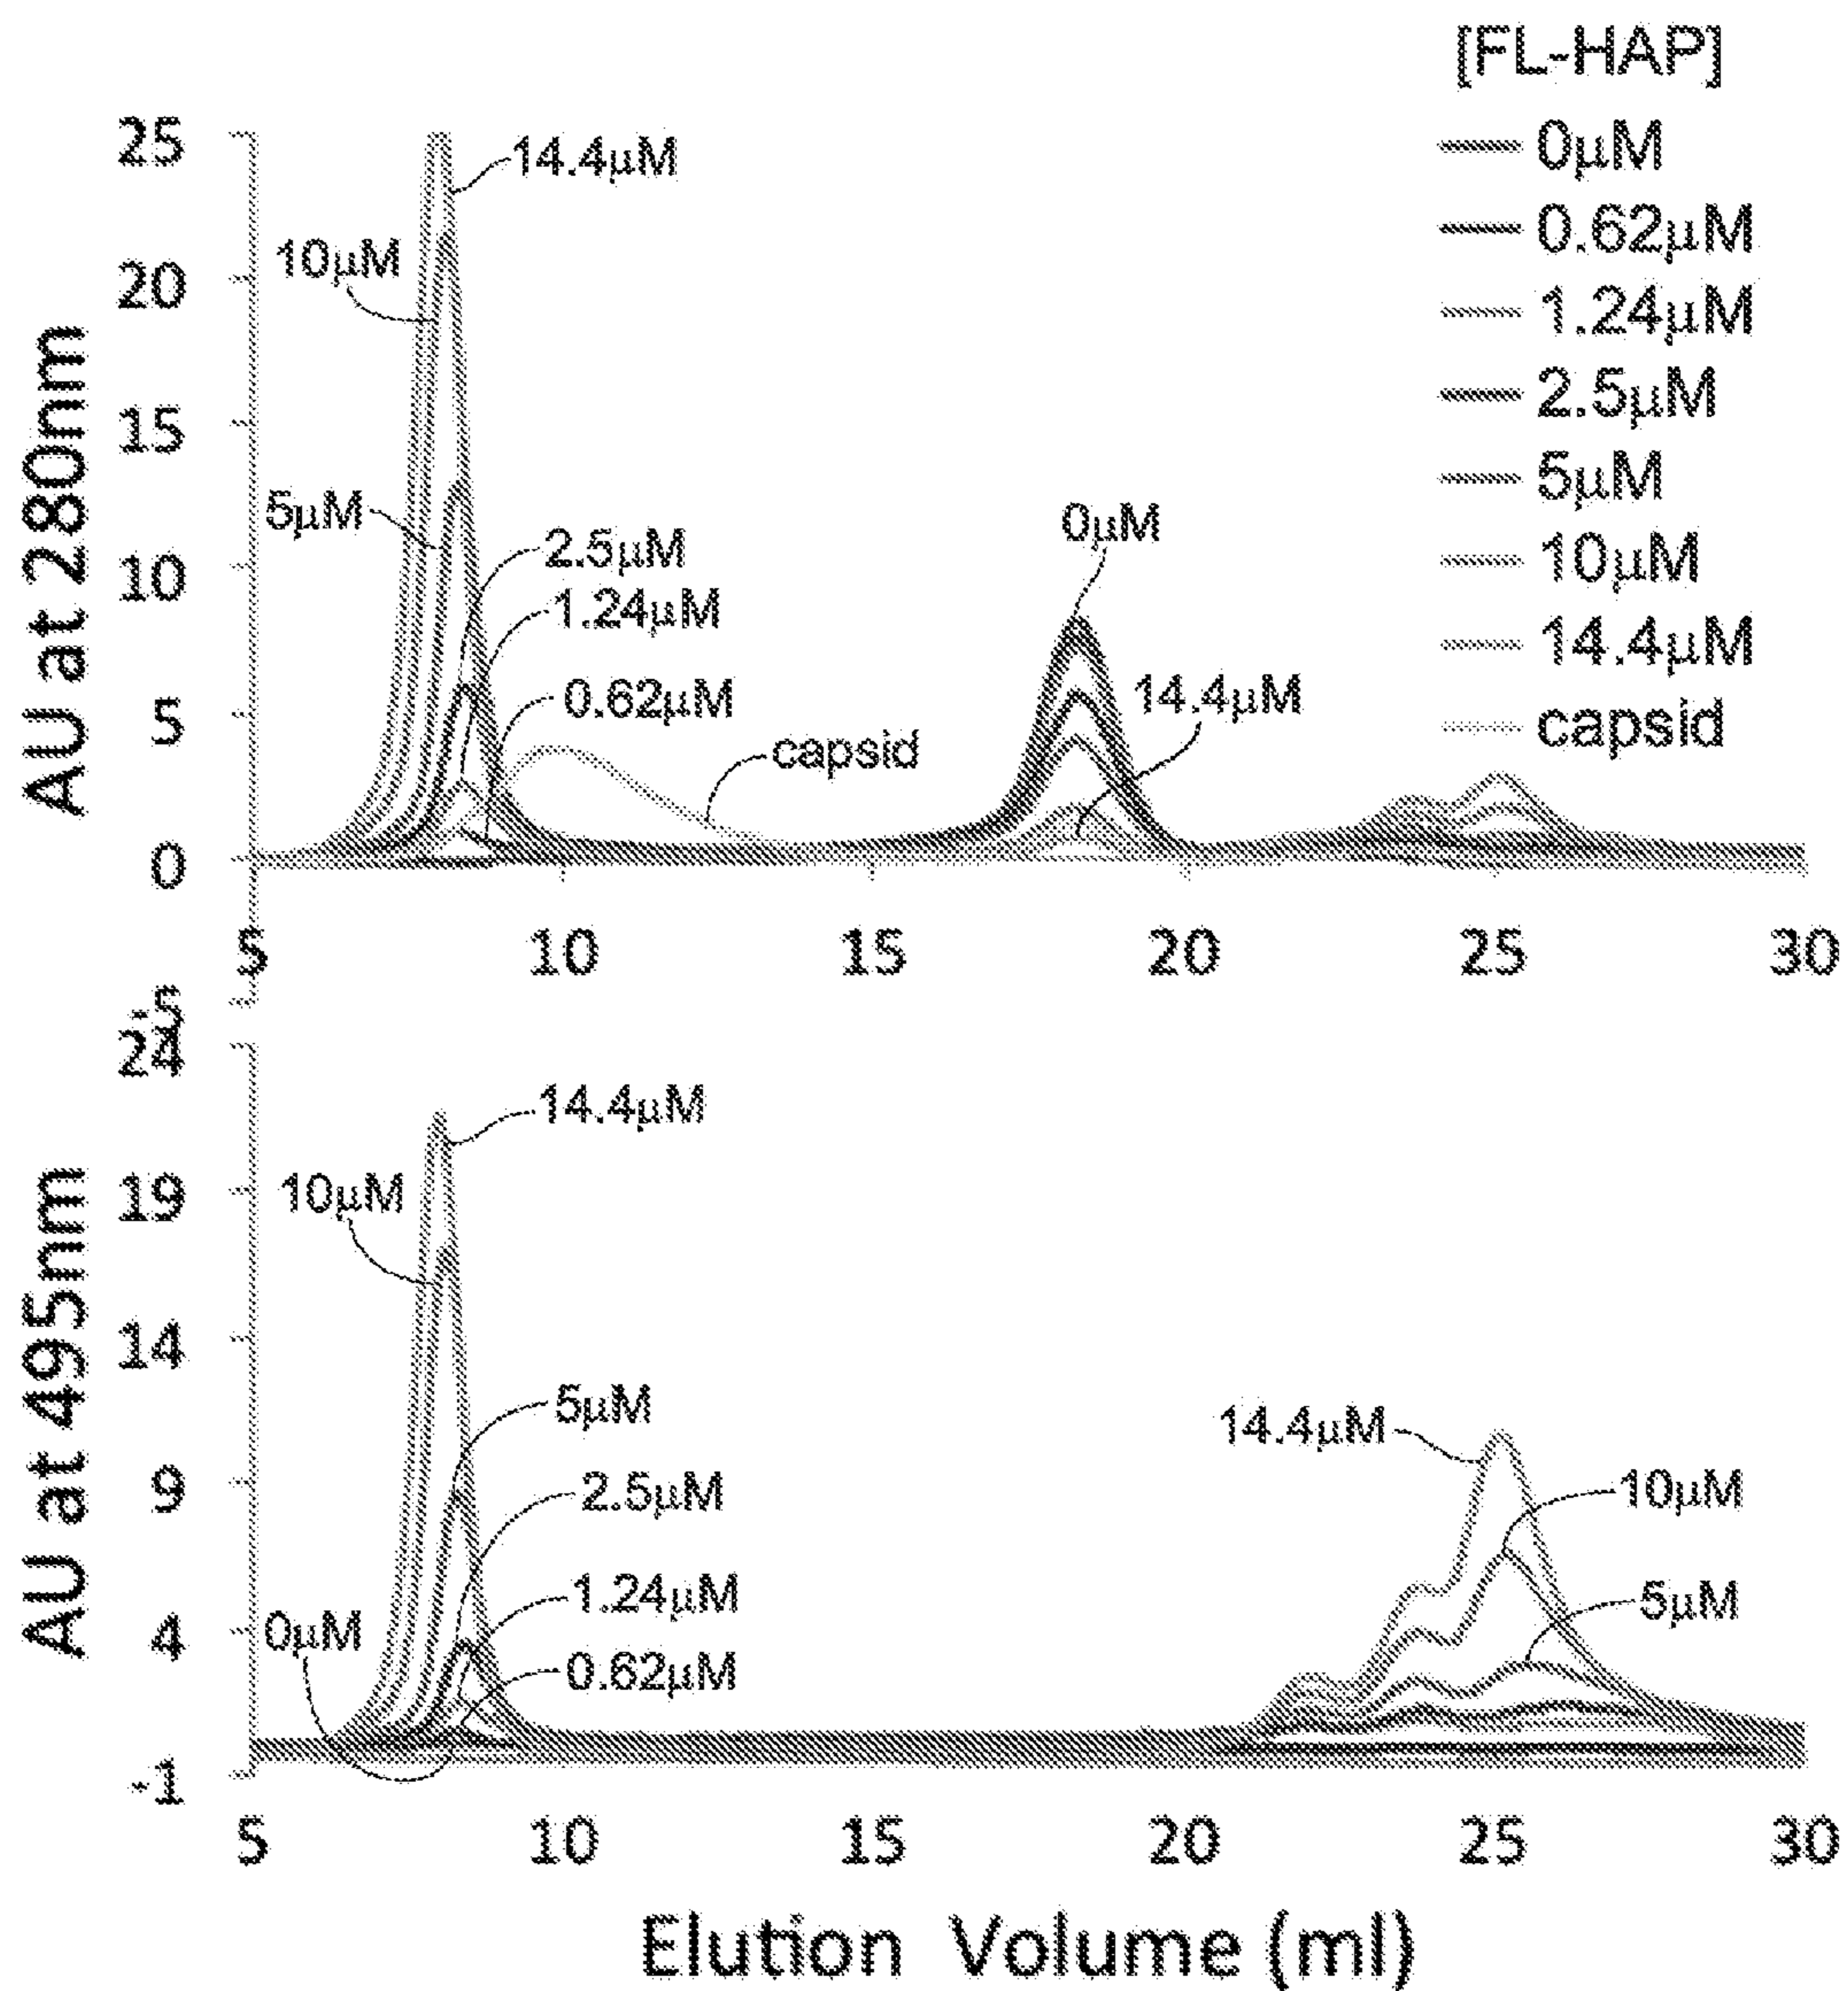 [FL-HAP]
0µM
0.62µM
1.24µM
2.5µM
5µM
10µM
14.4µM
capsid
AU at 280nm
25
20
15
10
5
0
-5
14.4µM
10µM
5µM
2.5µM
1.24µM
0.62µM
capsid
0µM
14.4µM
5 10 15 20 25 30
AU at 495nm
24
19
14
9
4
-1
14.4µM
10µM
5µM
2.5µM
1.24µM
0.62µM
0µM
14.4µM
10µM
5µM
5 10 15 20 25 30
Elution Volume (ml)